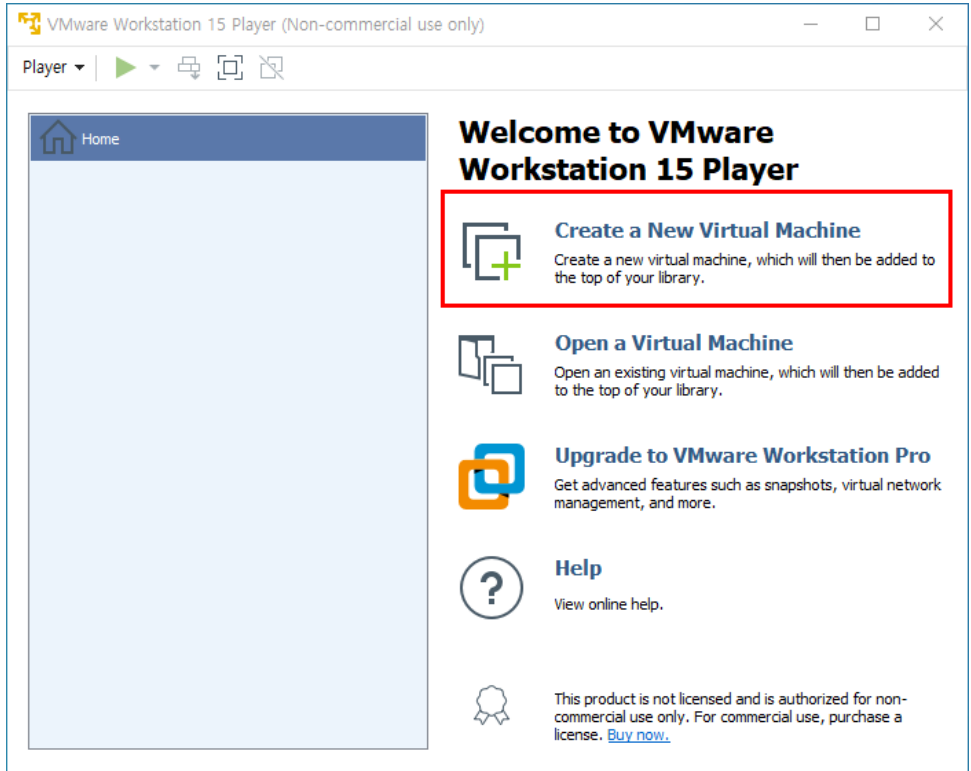 VMware Workstation 15 Player (Non-commercial use only)
Player
Home
Welcome to VMware
Workstation 15 Player
Create a New Virtual Machine
Create a new virtual machine, which will then be added to
the top of your library.
Open a Virtual Machine
Open an existing virtual machine, which will then be added
to the top of your library.
Upgrade to VMware Workstation Pro
Get advanced features such as snapshots, virtual network
management, and more.
Help
View online help.
This product is not licensed and is authorized for non-
commercial use only. For commercial use, purchase a
license. Buy now.